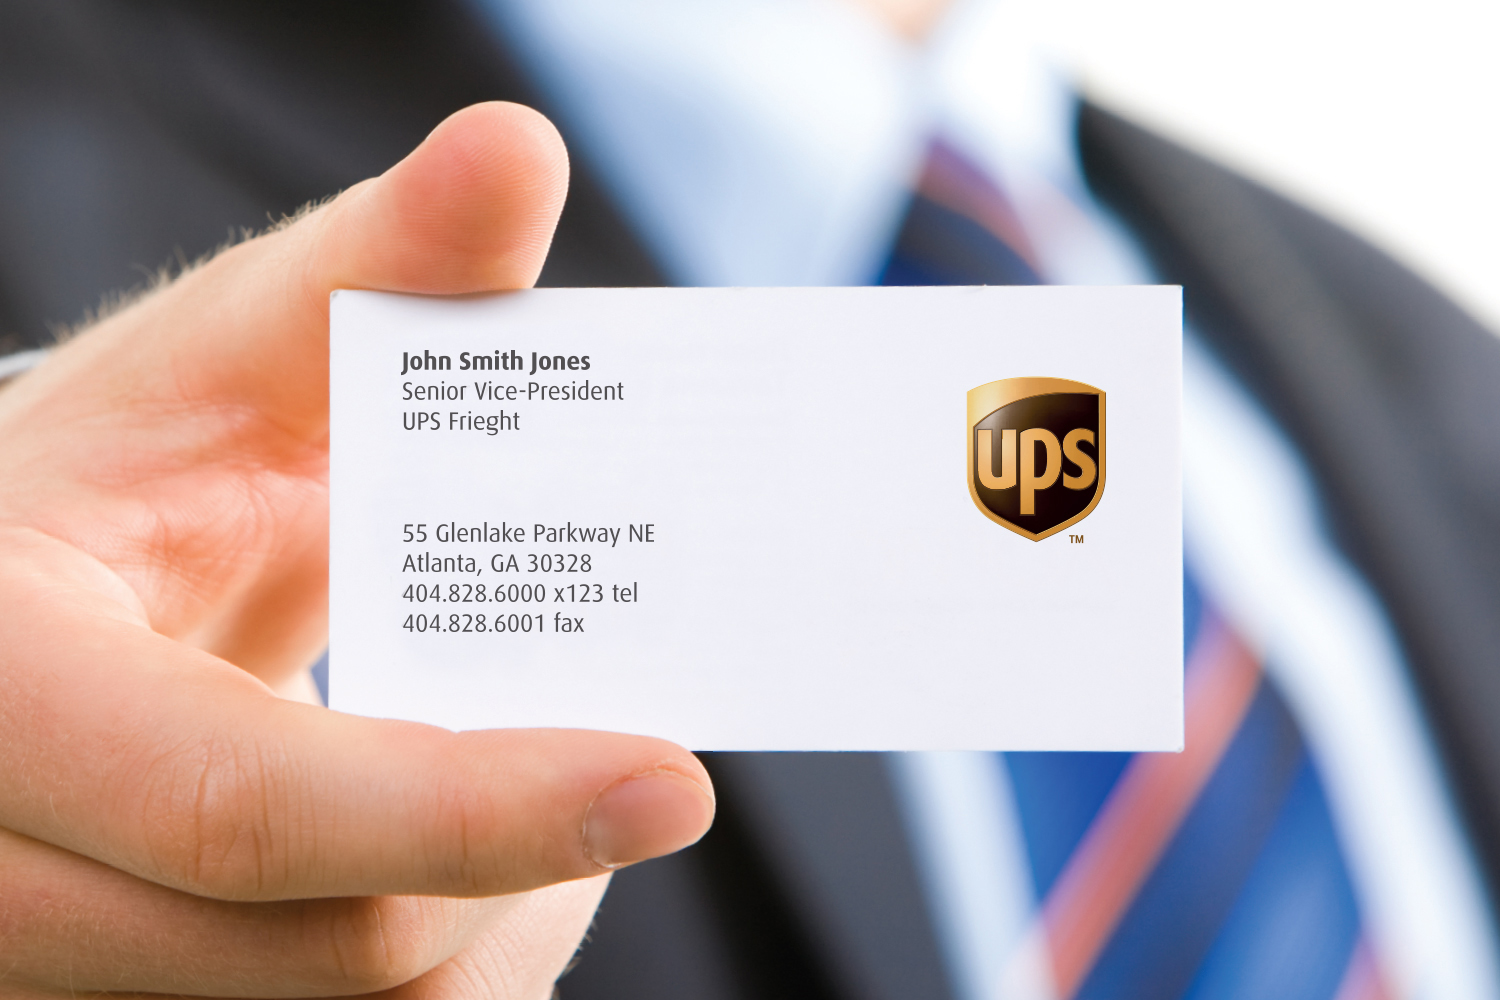 John Smith Jones
Senior Vice-President
UPS Frieght
55 Glenlake Parkway NE
Atlanta, GA 30328
404.828.6000 x123 tel
404.828.6001 fax
ups
TM